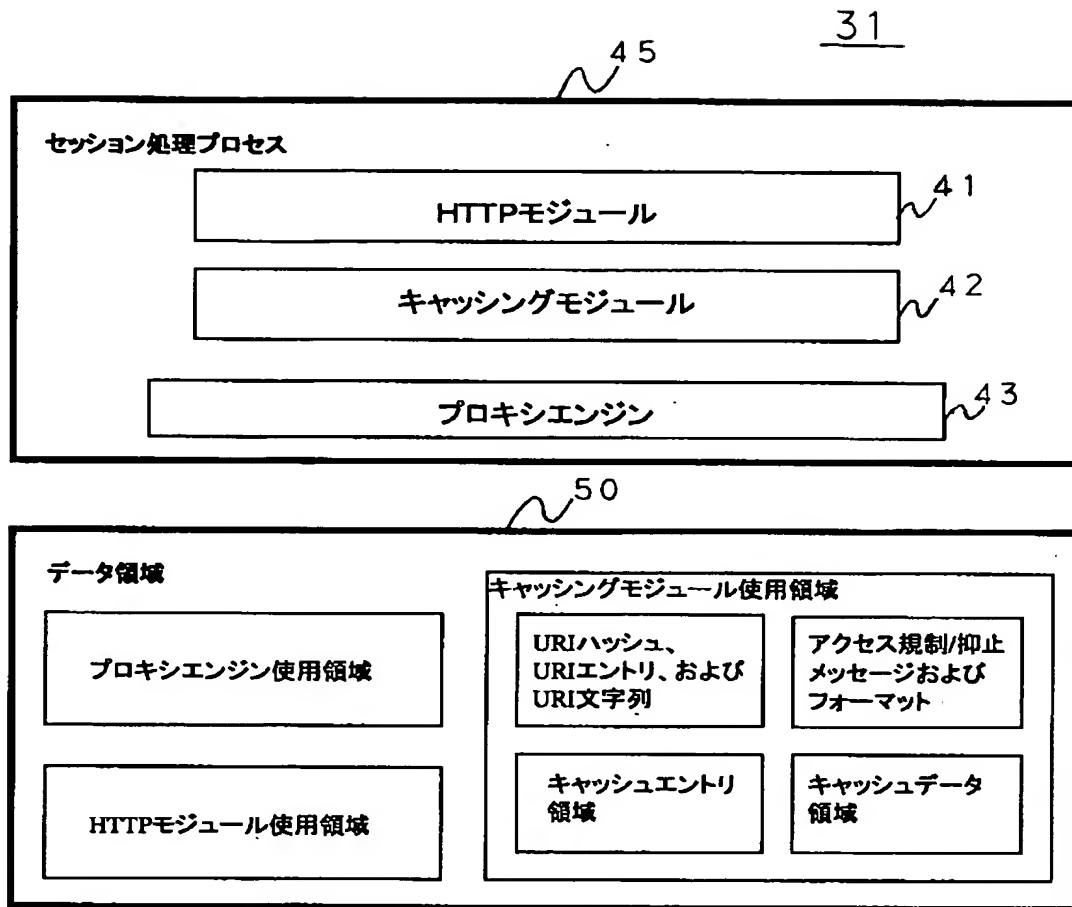 31
45
セッション処理プロセス
HTTPモジュール
41
キャッシングモジュール
42
プロキシエンジン
43
50
データ領域
プロキシエンジン使用領域
HTTPモジュール使用領域
キャッシングモジュール使用領域
URIハッシュ、
URIエントリ、および
URI文字列
アクセス規制/抑止
メッセージおよび
フォーマット
キャッシュエントリ
領域
キャッシュデータ
領域